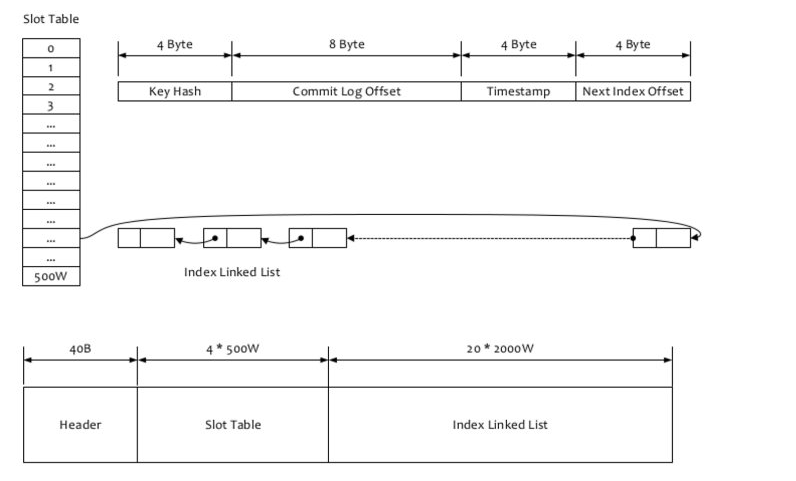 Slot Table
0
1
2
3
...
...
...
...
...
...
...
...
500W
4 Byte
8 Byte
4 Byte
4 Byte
Key Hash
Commit Log Offset
Timestamp
Next Index Offset
Index Linked List
40B
4 * 500W
20 * 2000W
Header
Slot Table
Index Linked List